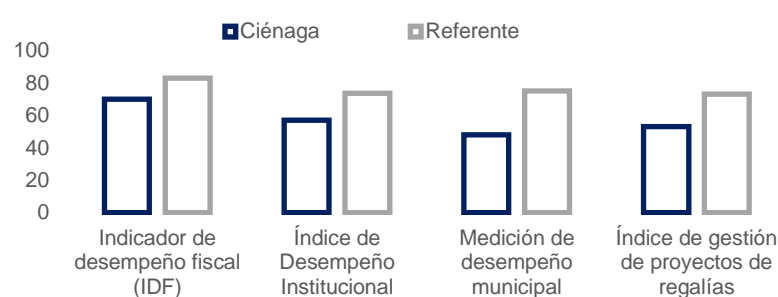 Ciénaga Referente
100
80
60
40
20
0
Indicador de
desempeño fiscal
(IDF)
Índice de
Desempeño
Institucional
Medición de
desempeño
municipal
Índice de gestión
de proyectos de
regalías